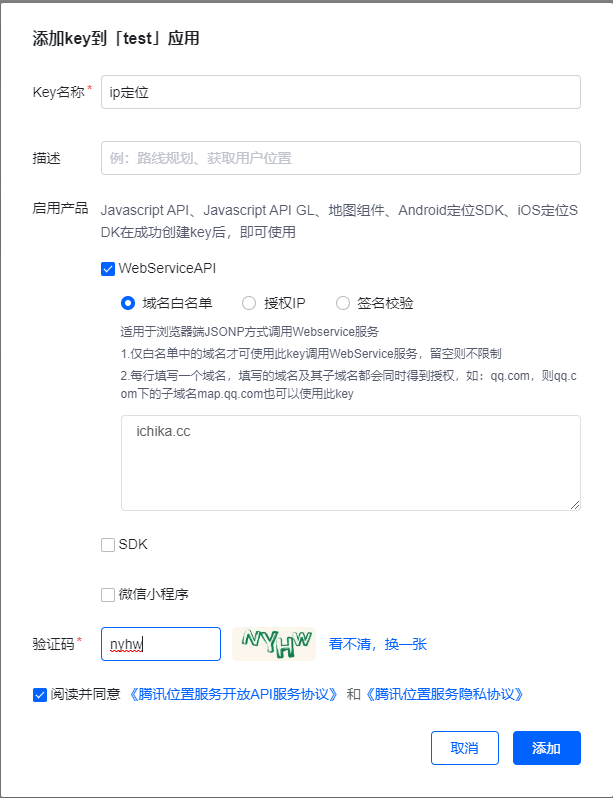 添加key到「test」应用
Key名称 * ip定位
描述 例：路线规划、获取用户位置
启用产品 Javascript API、Javascript API GL、地图组件、Android定位SDK、iOS定位S
DK在成功创建key后，即可使用
WebServiceAPI
域名白名单 授权IP 签名校验
适用于浏览器端JSONP方式调用Webservice服务
1.仅白名单中的域名才可使用此key调用WebService服务，留空则不限制
2.每行填写一个域名，填写的域名及其子域名都会同时得到授权，如：qq.com，则qq.c
om下的子域名map.qq.com也可以使用此key
ichika.cc
SDK
微信小程序
验证码 * nyhw NYHW 看不清，换一张
阅读并同意 《腾讯位置服务开放API服务协议》 和《腾讯位置服务隐私协议》
取消 添加